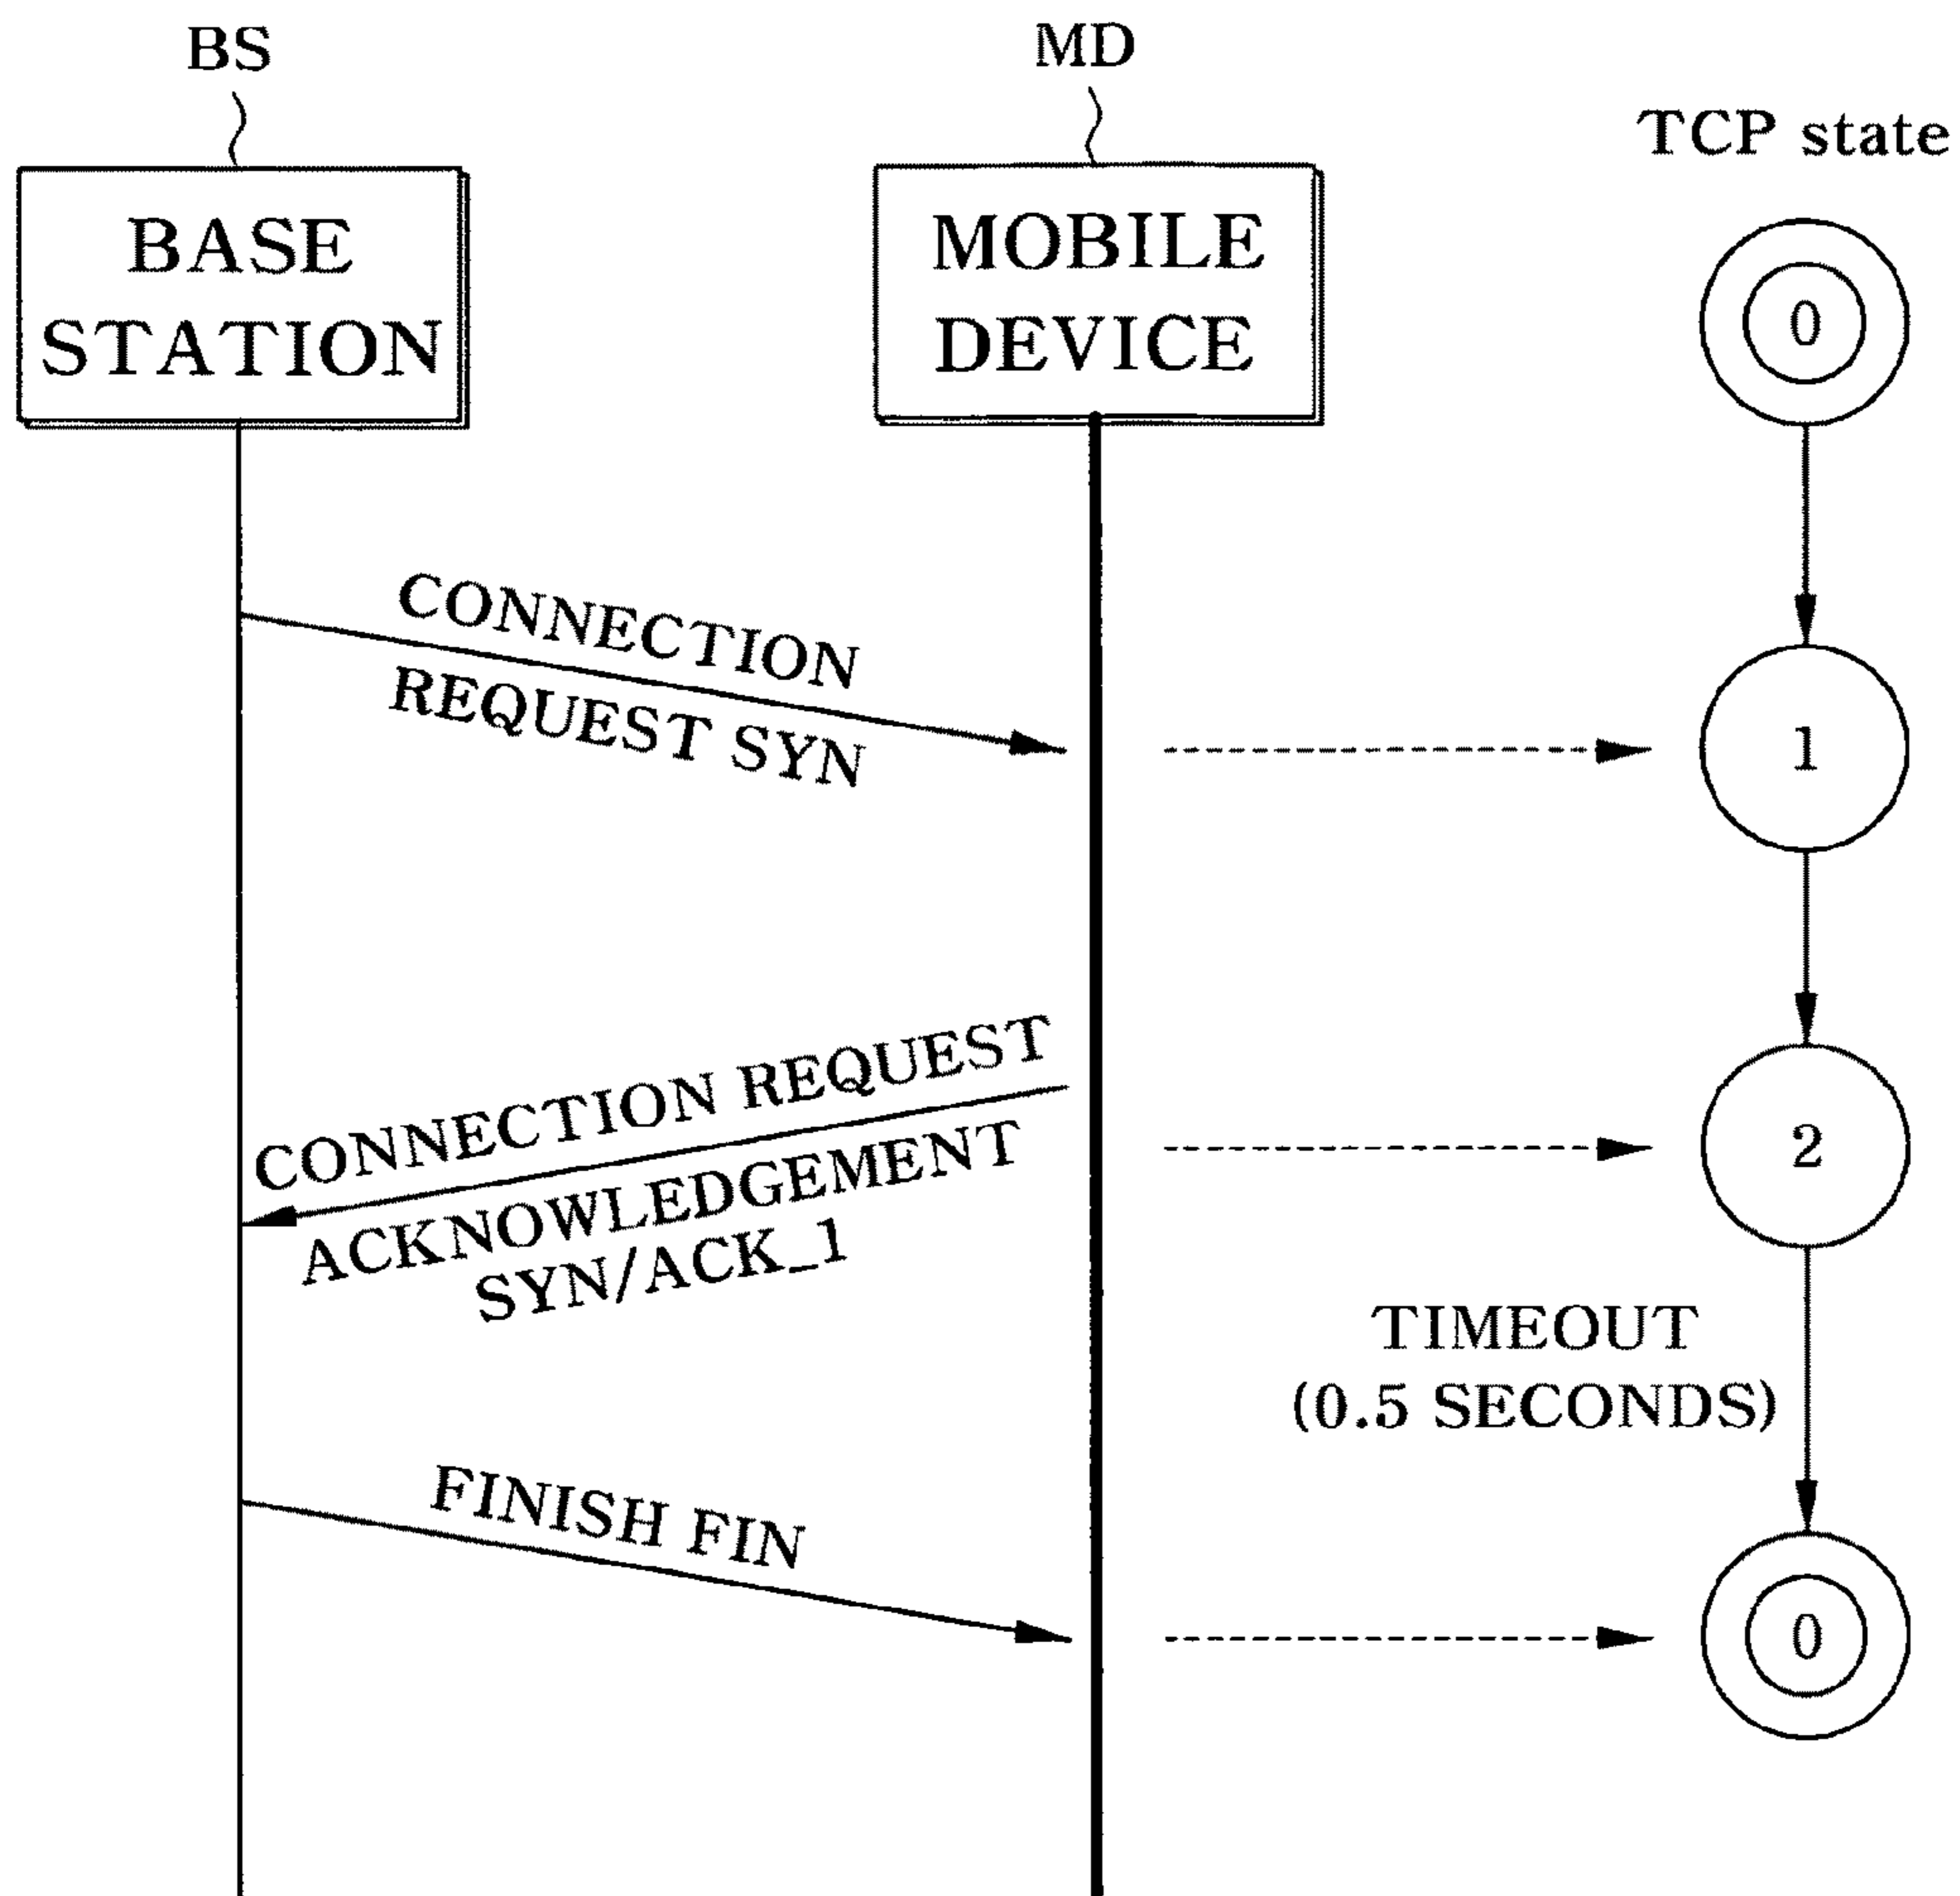 BS
MD
TCP state
BASE
STATION
MOBILE
DEVICE
0
CONNECTION
REQUEST SYN
1
CONNECTION REQUEST
ACKNOWLEDGEMENT
SYN/ACK_1
2
TIMEOUT
(0.5 SECONDS)
FINISH FIN
0